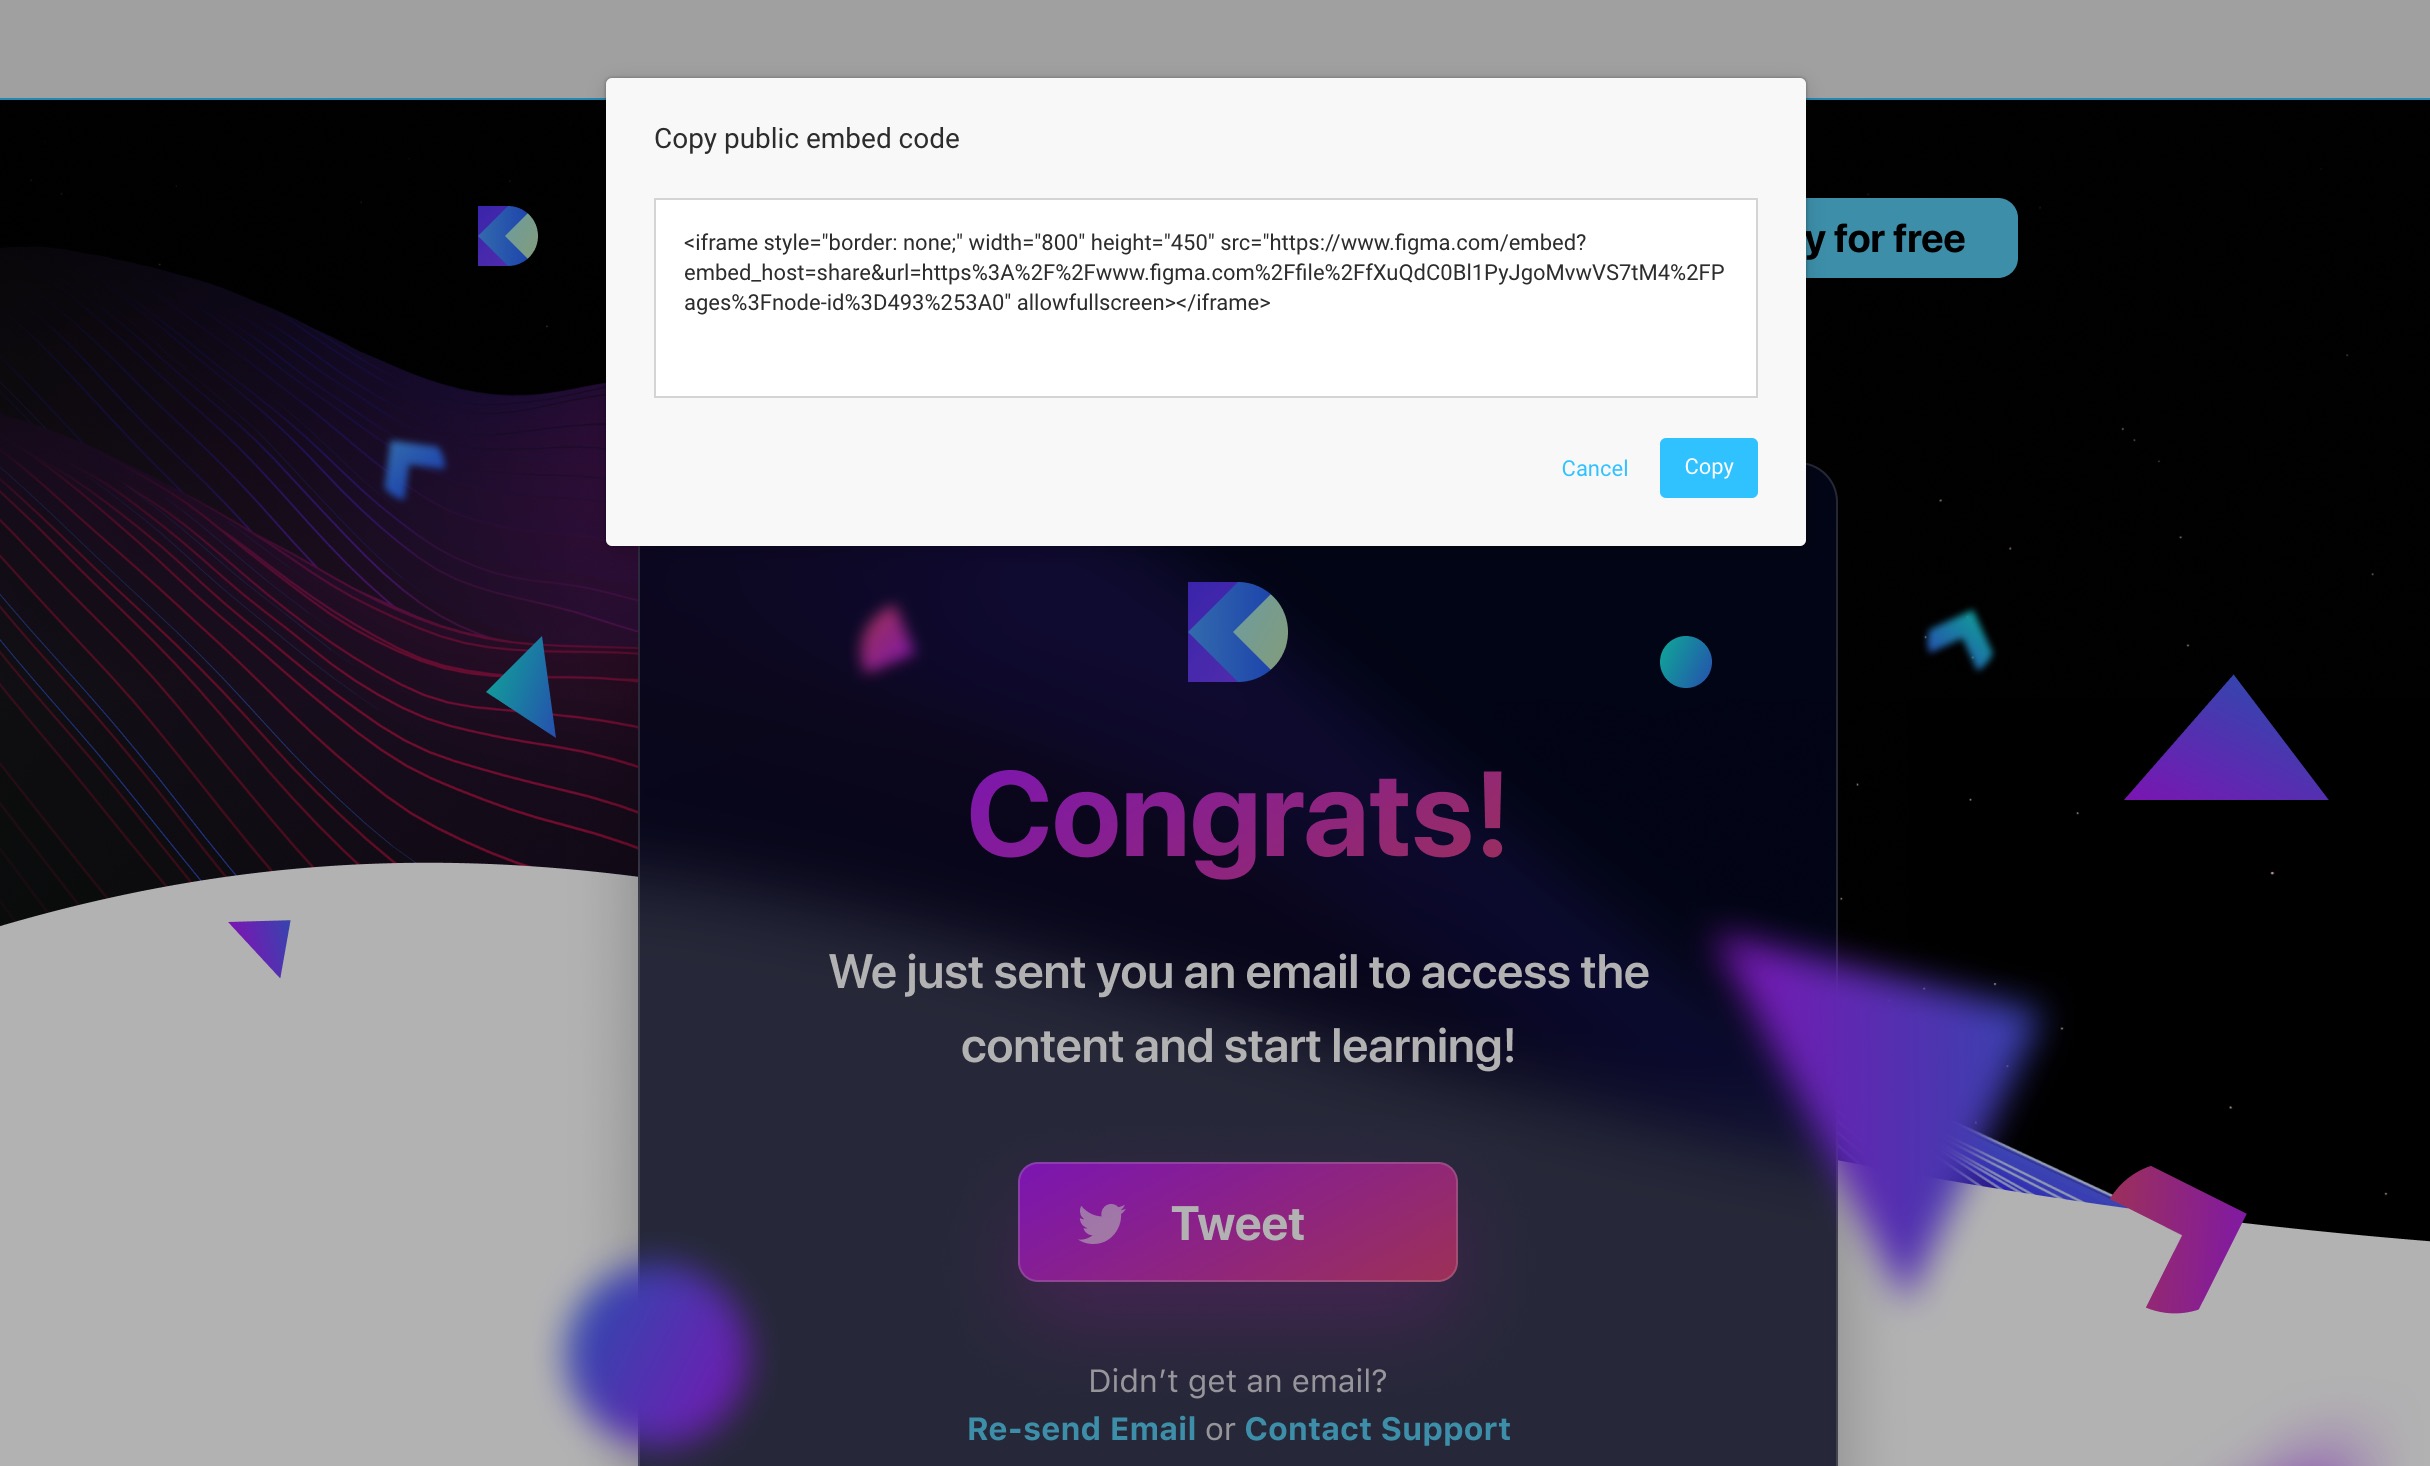 Copy public embed code
<iframe style="border: none;" width="800" height="450" src="https://www.figma.com/embed?
embed_host=share&url=https%3A%2F%2Fwww.figma.com%2Ffile%2FfXuQdC0Bl1PyJgoMvwVS7tM4%2FP
ages%3Fnode-id%3D493%253A0" allowfullscreen></iframe>
Cancel
Copy
y for free
Congrats!
We just sent you an email to access the
content and start learning!
Tweet
Didn’t get an email?
Re-send Email or Contact Support